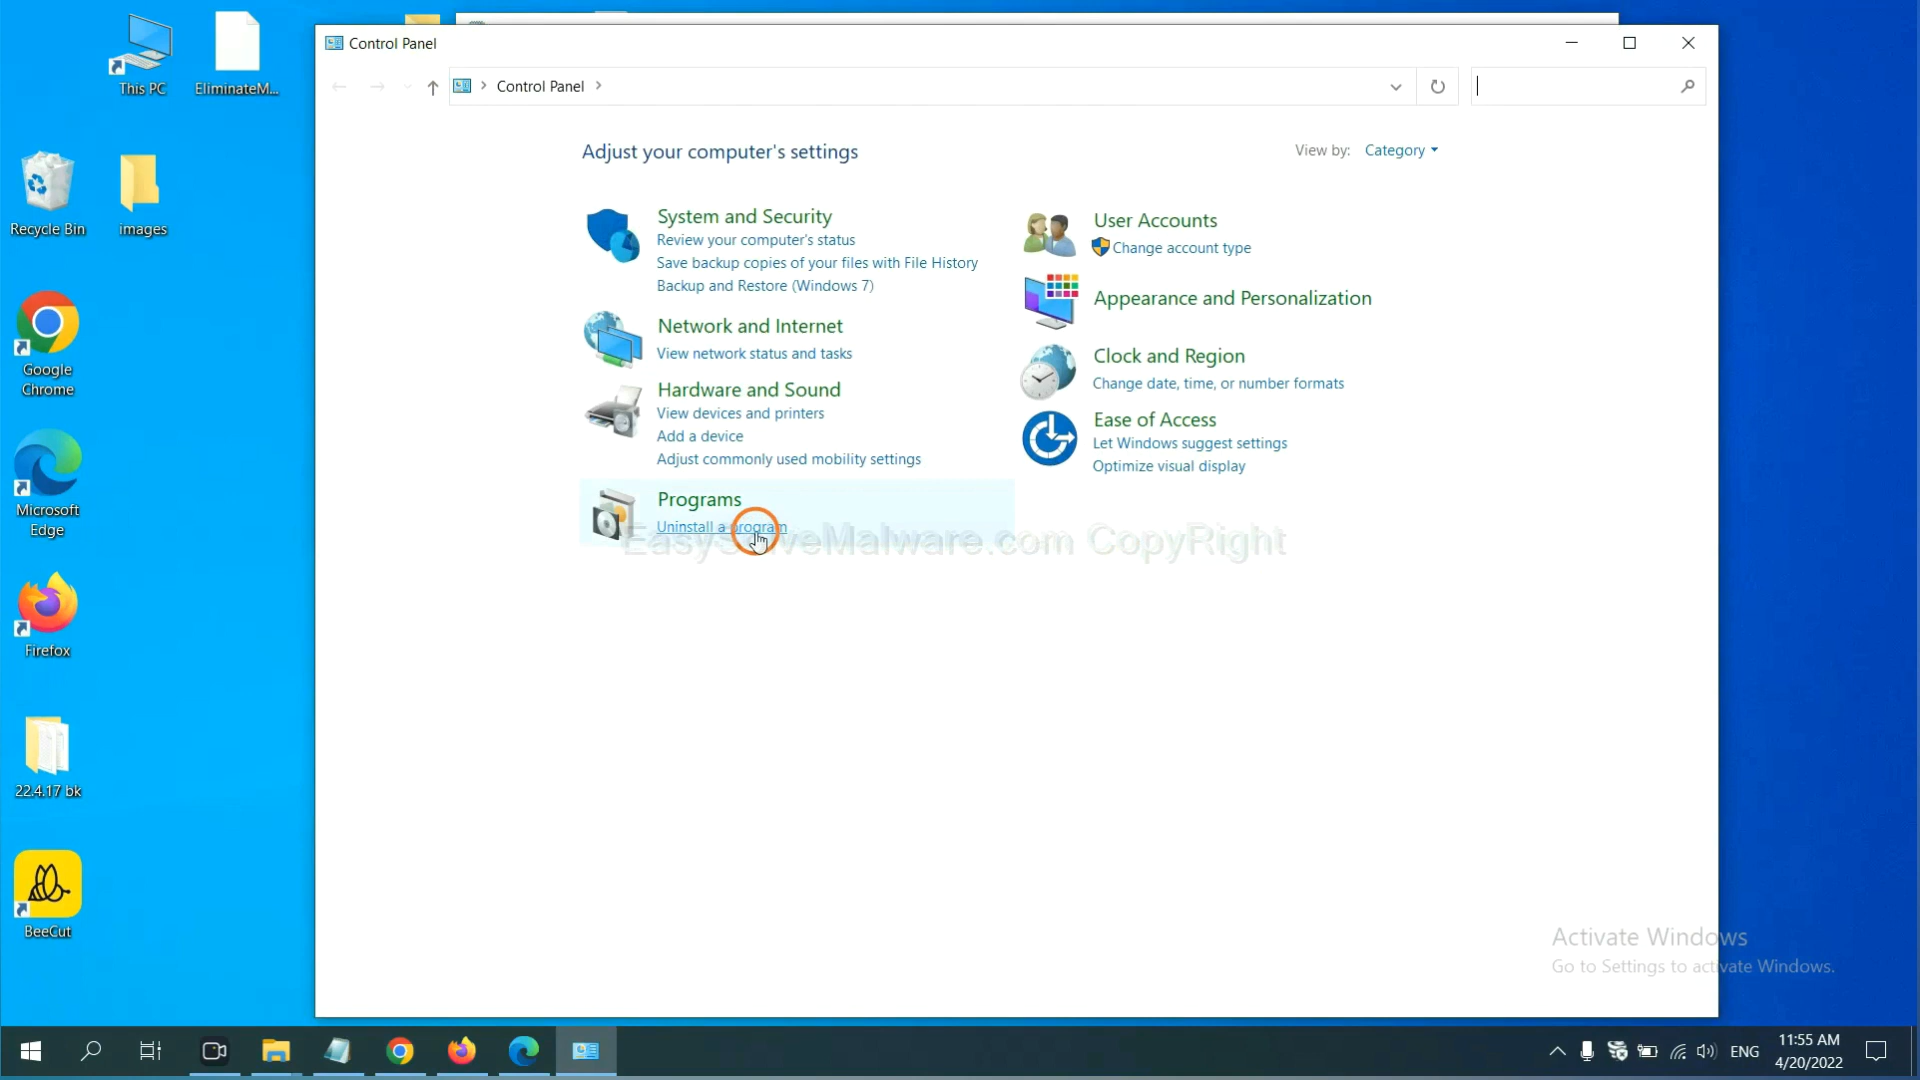 This PC
EliminateM...
Recycle Bin
images
Google
Chrome
Microsoft
Edge
Firefox
22.4.17 bk
BeeCut
Control Panel
Control Panel
Adjust your computer's settings
View by: Category
System and Security
Review your computer's status
Save backup copies of your files with File History
Backup and Restore (Windows 7)
Network and Internet
View network status and tasks
Hardware and Sound
View devices and printers
Add a device
Adjust commonly used mobility settings
Programs
Uninstall a program
User Accounts
Change account type
Appearance and Personalization
Clock and Region
Change date, time, or number formats
Ease of Access
Let Windows suggest settings
Optimize visual display
EasySolveMalware.com CopyRight
Activate Windows
Go to Settings to activate Windows.
ENG
11:55 AM
4/20/2022